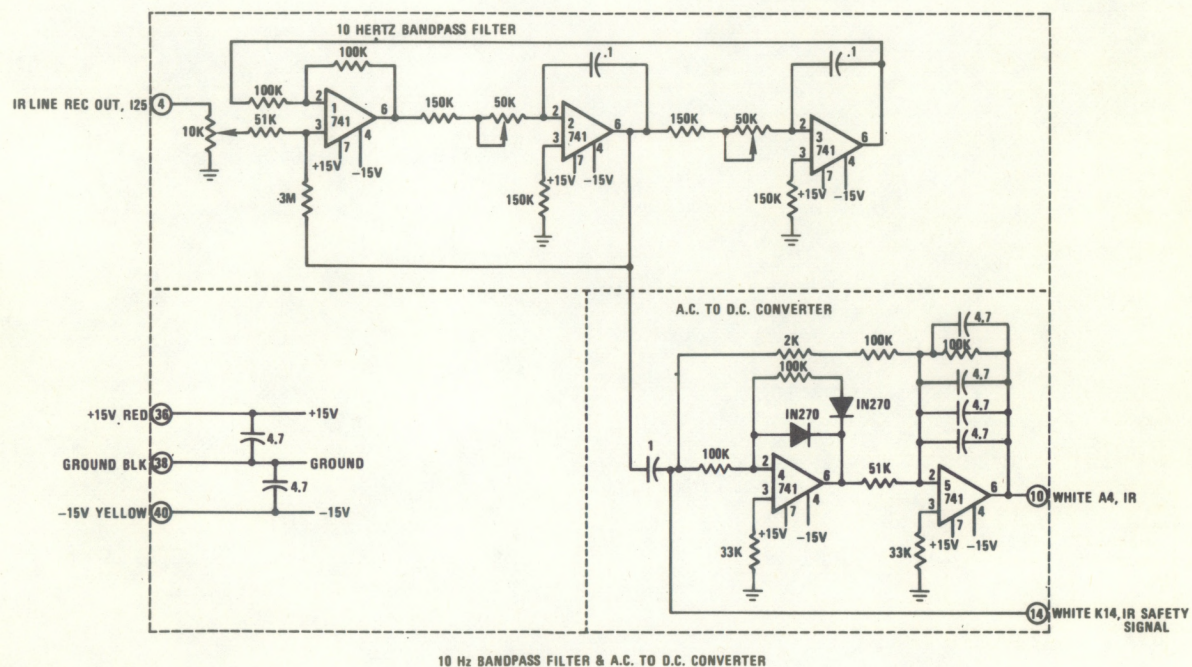 10 HERTZ BANDPASS FILTER
100K
.1
.1
IR LINE REC OUT, I25 4
100K
10K
51K
2
1
741
3
6
7
4
+15V
-15V
150K
50K
2
2
741
3
6
7
4
+15V
-15V
150K
150K
50K
2
3
741
3
6
7
4
+15V
-15V
150K
3M
A.C. TO D.C. CONVERTER
4.7
2K
100K
100K
100K
4.7
IN270
IN270
4.7
4.7
+15V RED 36
+15V
4.7
GROUND BLK 38
GROUND
4.7
-15V YELLOW 40
-15V
1
100K
2
4
741
3
6
7
4
+15V
-15V
33K
51K
2
5
741
3
6
7
4
+15V
-15V
33K
10 WHITE A4, IR
14 WHITE K14, IR SAFETY
SIGNAL
10 Hz BANDPASS FILTER & A.C. TO D.C. CONVERTER